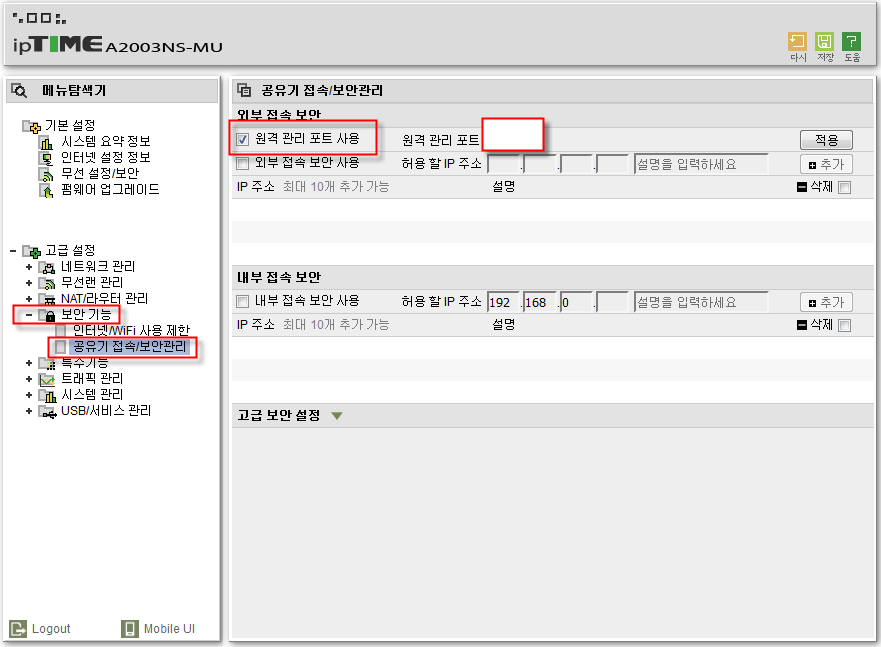 ipTIME A2003NS-MU
다시 저장 도움
메뉴탐색기
기본 설정
시스템 요약 정보
인터넷 설정 정보
무선 설정/보안
펌웨어 업그레이드
고급 설정
네트워크 관리
무선랜 관리
NAT/라우터 관리
보안 기능
인터넷/WiFi 사용 제한
공유기 접속/보안관리
특수기능
트래픽 관리
시스템 관리
USB/서비스 관리
Logout Mobile UI
공유기 접속/보안관리
외부 접속 보안
원격 관리 포트 사용 원격 관리 포트 적용
외부 접속 보안 사용 허용 할 IP 주소 . . . 설명을 입력하세요 추가
IP 주소 최대 10개 추가 가능 설명 삭제
내부 접속 보안
내부 접속 보안 사용 허용 할 IP 주소 192 . 168 . 0 . 설명을 입력하세요 추가
IP 주소 최대 10개 추가 가능 설명 삭제
고급 보안 설정